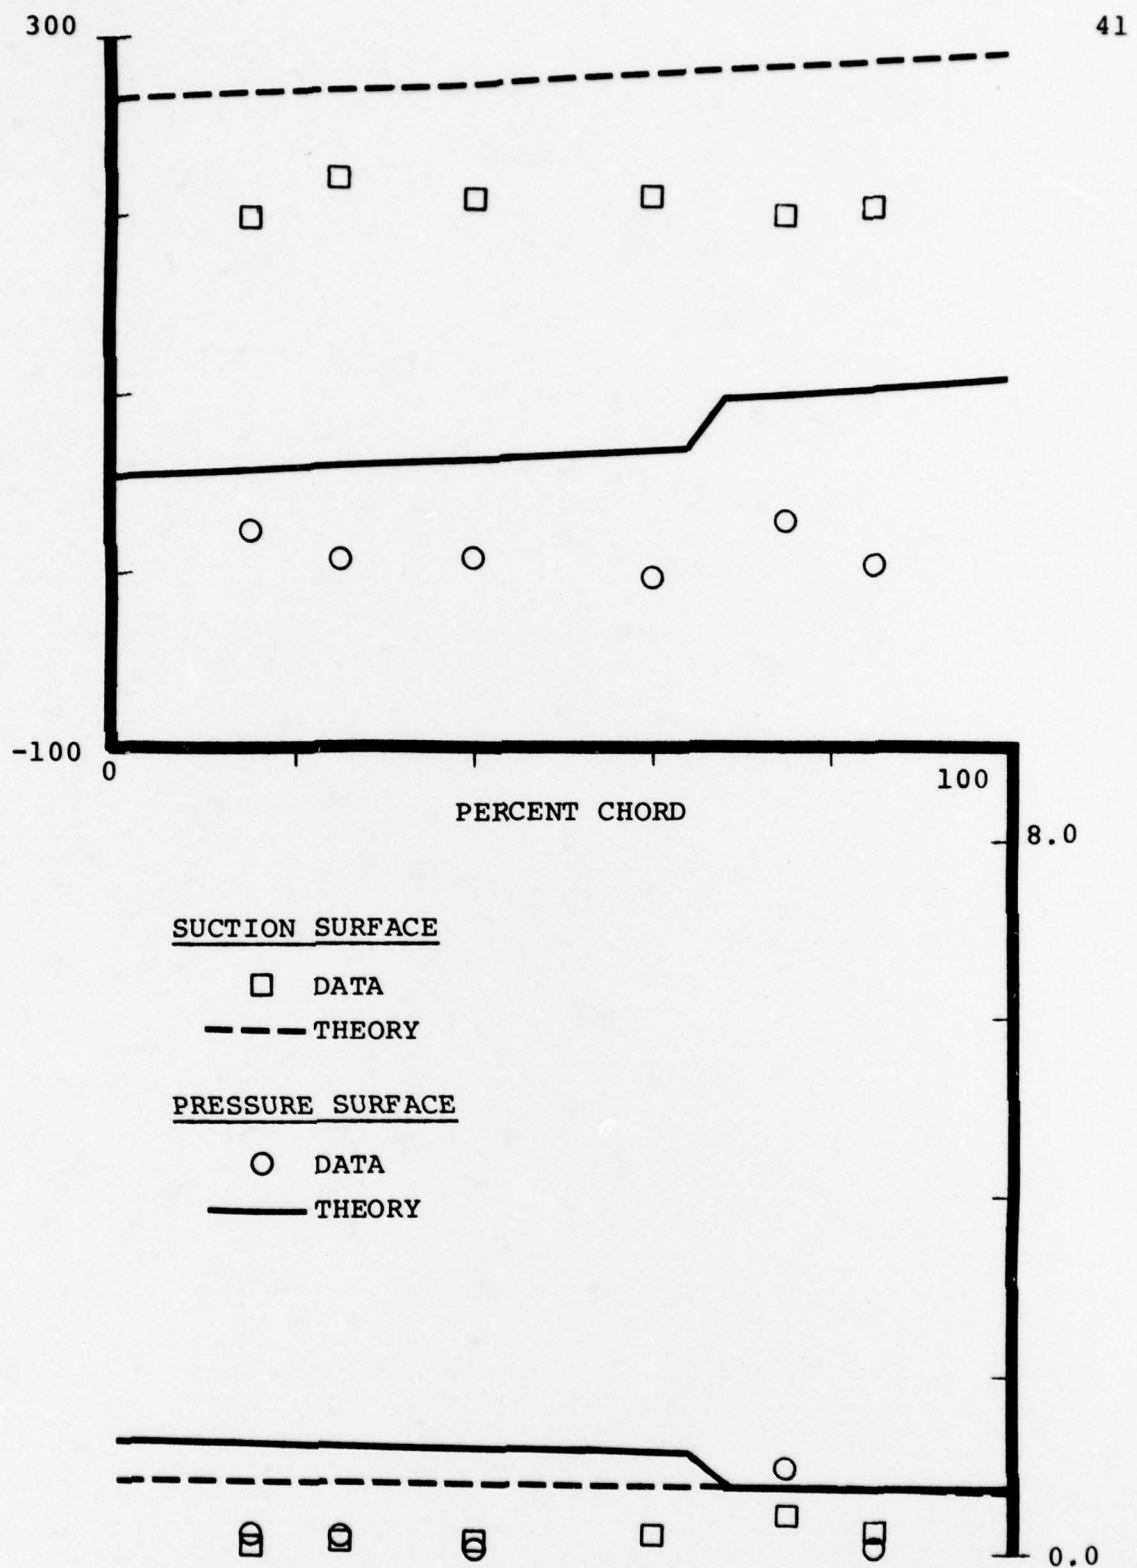 300
41
-100
0
100
PERCENT CHORD
8.0
SUCTION SURFACE
DATA
THEORY
PRESSURE SURFACE
DATA
THEORY
0.0